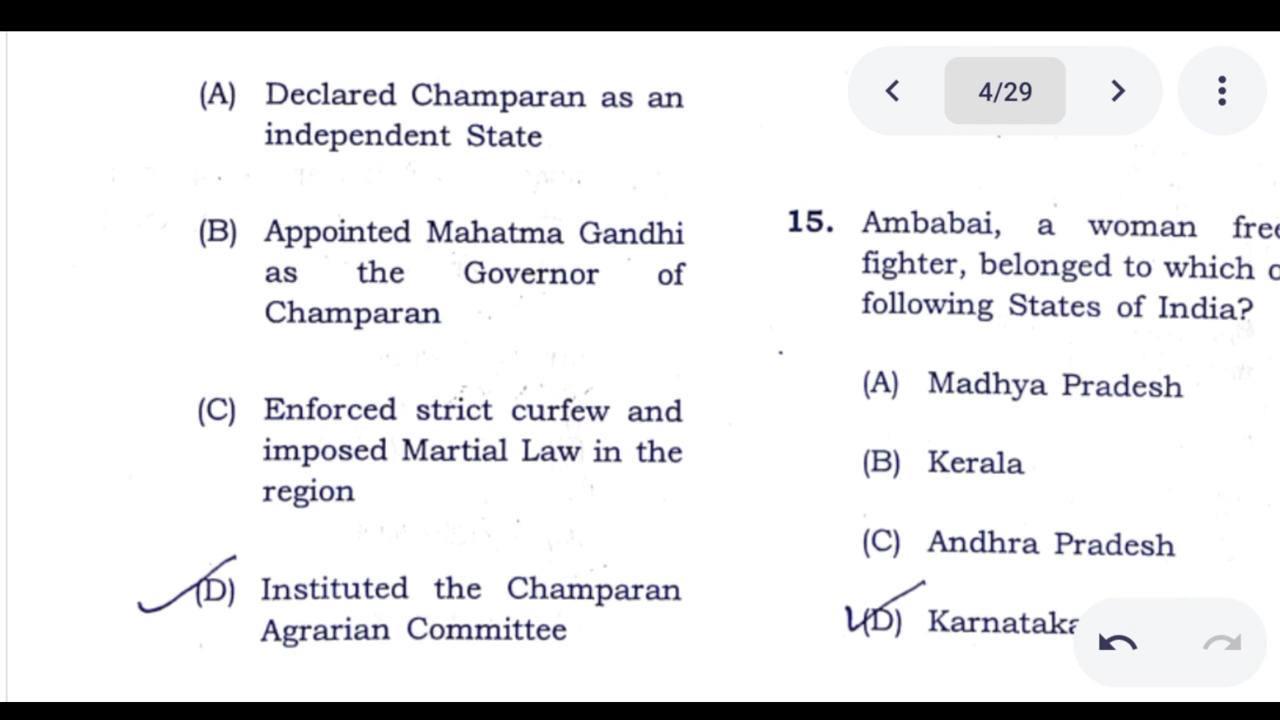 (A) Declared Champaran as an
independent State
(B) Appointed Mahatma Gandhi
as the Governor of
Champaran
(C) Enforced strict curfew and
imposed Martial Law in the
region
(D) Instituted the Champaran
Agrarian Committee
4/29
15. Ambabai, a woman
fighter, belonged to which
following States of India?
(A) Madhya Pradesh
(B) Kerala
(C) Andhra Pradesh
(D) Karnataka